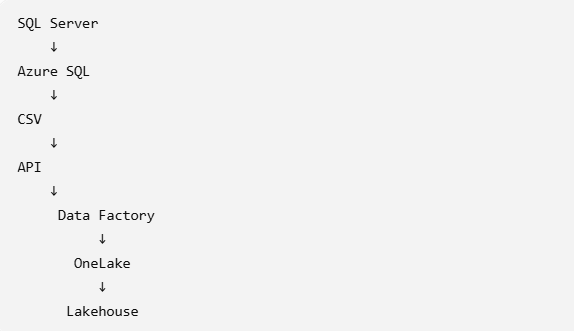 SQL Server
↓
Azure SQL
↓
CSV
↓
API
↓
Data Factory
↓
OneLake
↓
Lakehouse